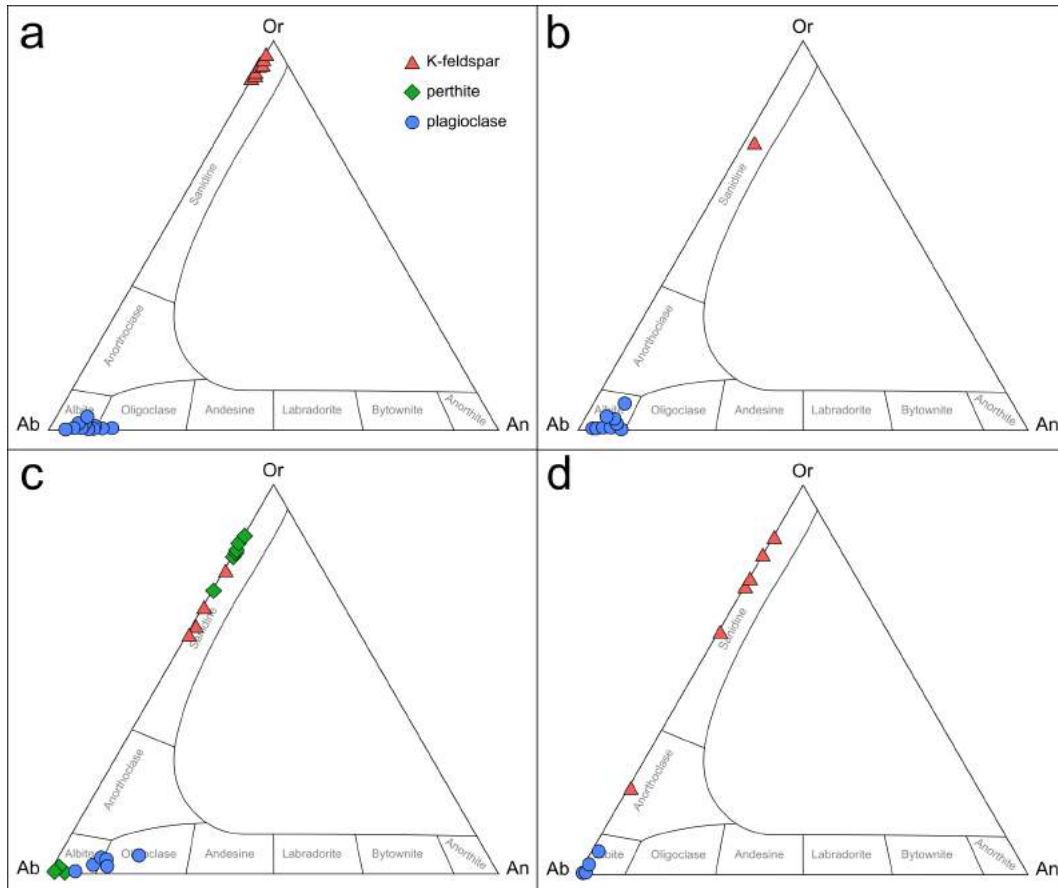 a
Or
K-feldspar
perthite
plagioclase
Sanidine
Anorthoclase
Albite
Oligoclase
Andesine
Labradorite
Bytownite
Anorthite
Ab
An
b
Or
Sanidine
Anorthoclase
Albite
Oligoclase
Andesine
Labradorite
Bytownite
Anorthite
Ab
An
c
Or
Sanidine
Anorthoclase
Albite
Oligoclase
Andesine
Labradorite
Bytownite
Anorthite
Ab
An
d
Or
Sanidine
Anorthoclase
Albite
Oligoclase
Andesine
Labradorite
Bytownite
Anorthite
Ab
An